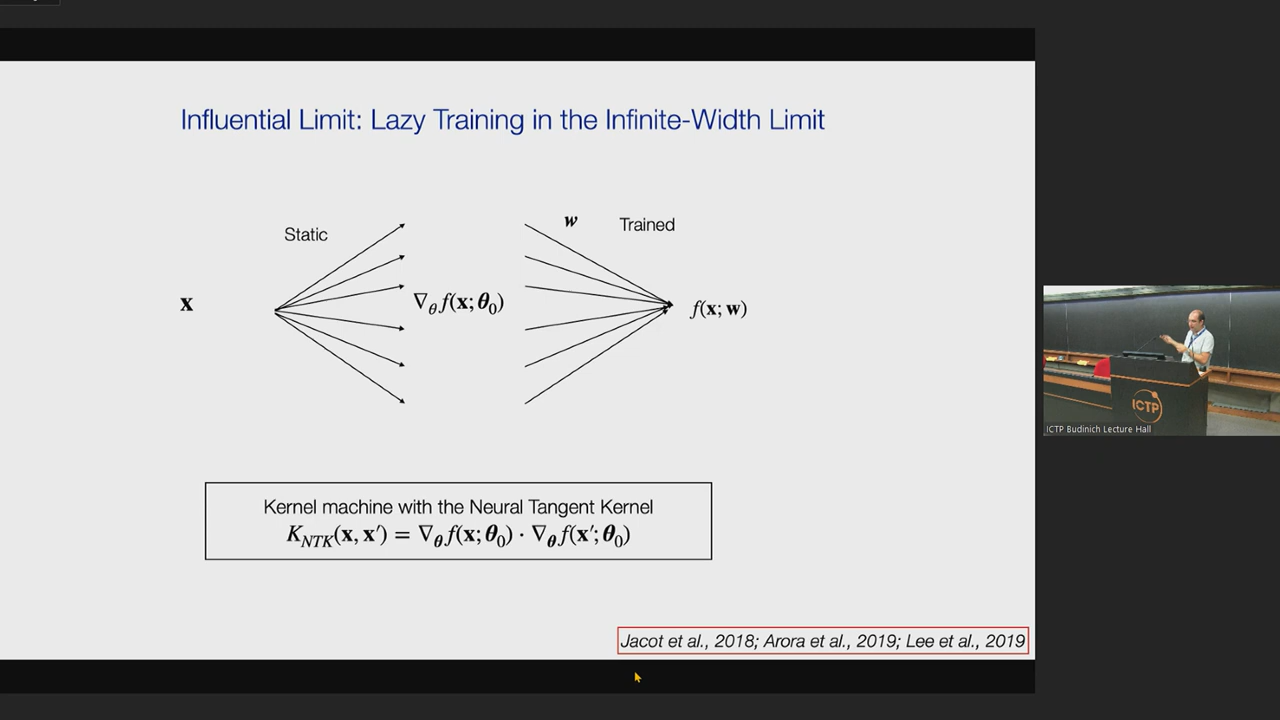 Influential Limit: Lazy Training in the Infinite-Width Limit
Static
w
Trained
x
∇_θ f(x; θ₀)
f(x; w)
Kernel machine with the Neural Tangent Kernel
K_NTK(x, x′) = ∇_θ f(x; θ₀) · ∇_θ f(x′; θ₀)
Jacot et al., 2018; Arora et al., 2019; Lee et al., 2019
ICTP
ICTP Budinich Lecture Hall